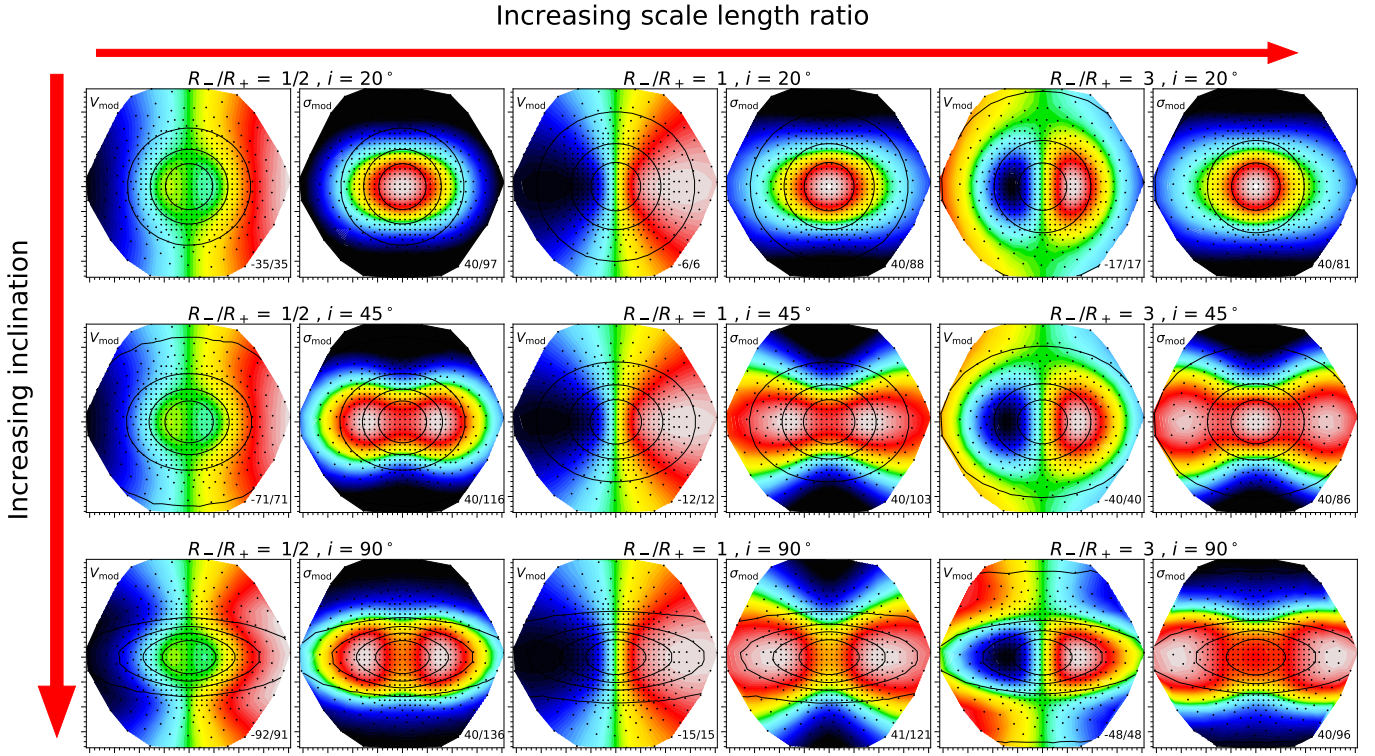 Increasing scale length ratio
Increasing inclination
R₋/R₊ = 1/2 , i = 20°
R₋/R₊ = 1 , i = 20°
R₋/R₊ = 3 , i = 20°
V_mod
σ_mod
V_mod
σ_mod
V_mod
σ_mod
-35/35
40/97
-6/6
40/88
-17/17
40/81
R₋/R₊ = 1/2 , i = 45°
R₋/R₊ = 1 , i = 45°
R₋/R₊ = 3 , i = 45°
V_mod
σ_mod
V_mod
σ_mod
V_mod
σ_mod
-71/71
40/116
-12/12
40/103
-40/40
40/86
R₋/R₊ = 1/2 , i = 90°
R₋/R₊ = 1 , i = 90°
R₋/R₊ = 3 , i = 90°
V_mod
σ_mod
V_mod
σ_mod
V_mod
σ_mod
-92/91
40/136
-15/15
41/121
-48/48
40/96